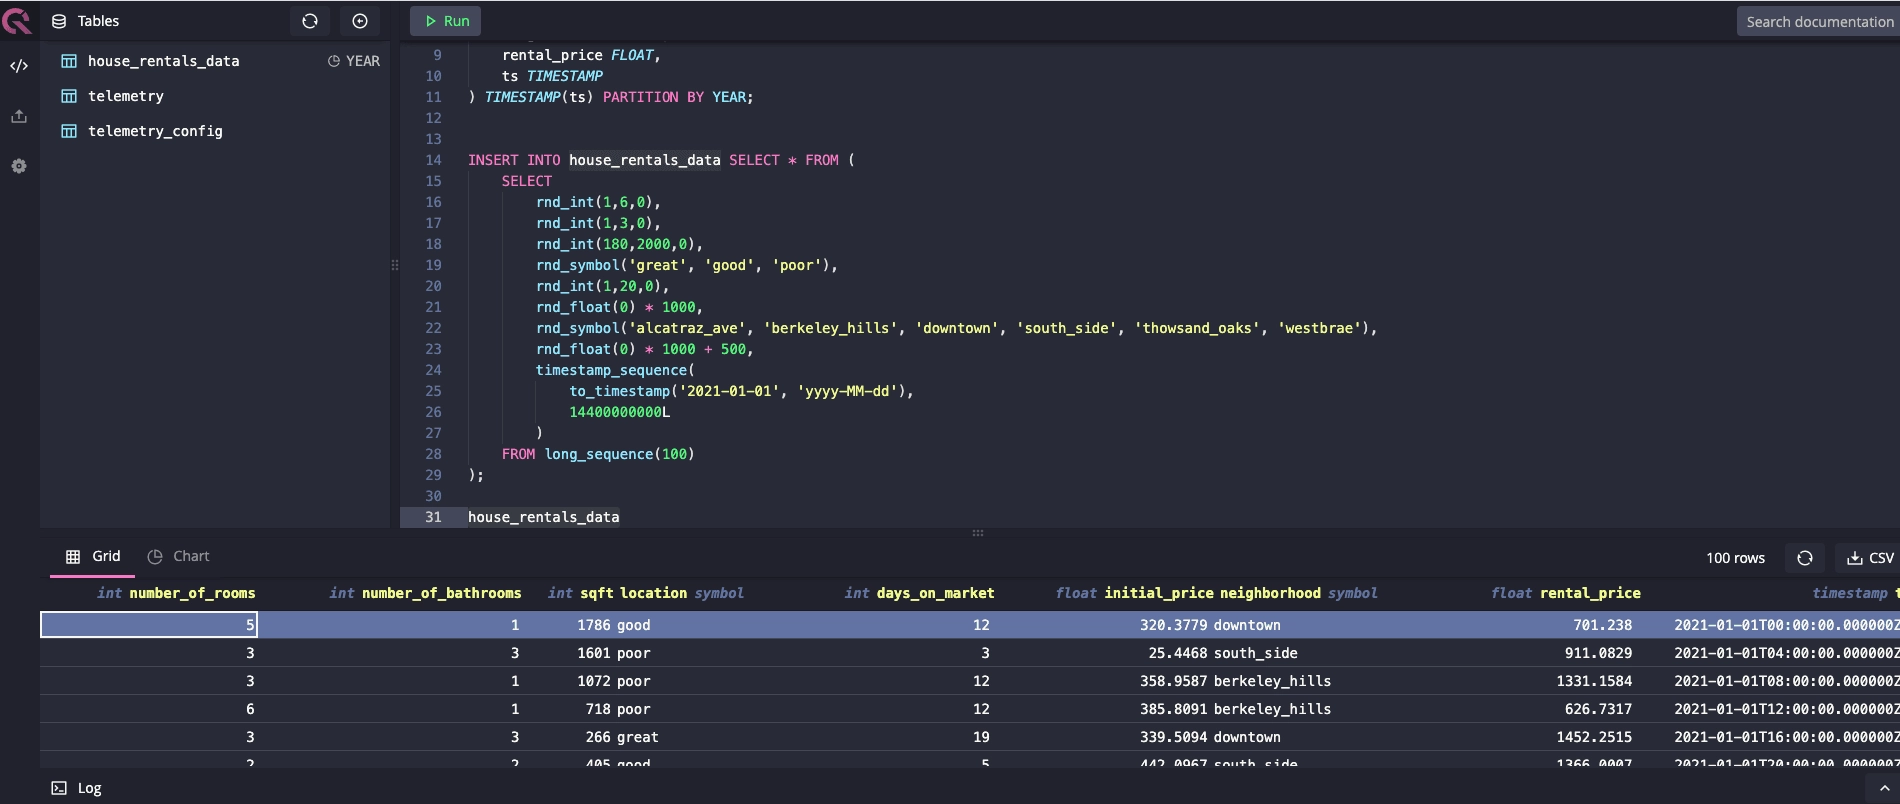 Tables
Run
Search documentation
house_rentals_data YEAR
telemetry
telemetry_config
9 rental_price FLOAT,
10 ts TIMESTAMP
11 ) TIMESTAMP(ts) PARTITION BY YEAR;
12
13
14 INSERT INTO house_rentals_data SELECT * FROM (
15 SELECT
16 rnd_int(1,6,0),
17 rnd_int(1,3,0),
18 rnd_int(180,2000,0),
19 rnd_symbol('great', 'good', 'poor'),
20 rnd_int(1,20,0),
21 rnd_float(0) * 1000,
22 rnd_symbol('alcatraz_ave', 'berkeley_hills', 'downtown', 'south_side', 'thowsand_oaks', 'westbrae'),
23 rnd_float(0) * 1000 + 500,
24 timestamp_sequence(
25 to_timestamp('2021-01-01', 'yyyy-MM-dd'),
26 14400000000L
27 )
28 FROM long_sequence(100)
29 );
30
31 house_rentals_data
Grid Chart 100 rows CSV
int number_of_rooms int number_of_bathrooms int sqft location symbol int days_on_market float initial_price neighborhood symbol float rental_price timestamp
5 1 1786 good 12 320.3779 downtown 701.238 2021-01-01T00:00:00.000000Z
3 3 1601 poor 3 25.4468 south_side 911.0829 2021-01-01T04:00:00.000000Z
3 1 1072 poor 12 358.9587 berkeley_hills 1331.1584 2021-01-01T08:00:00.000000Z
6 1 718 poor 12 385.8091 berkeley_hills 626.7317 2021-01-01T12:00:00.000000Z
3 3 266 great 19 339.5094 downtown 1452.2515 2021-01-01T16:00:00.000000Z
2 2 405 good 5 442.0967 south_side 1366.0007 2021-01-01T20:00:00.000000Z
Log